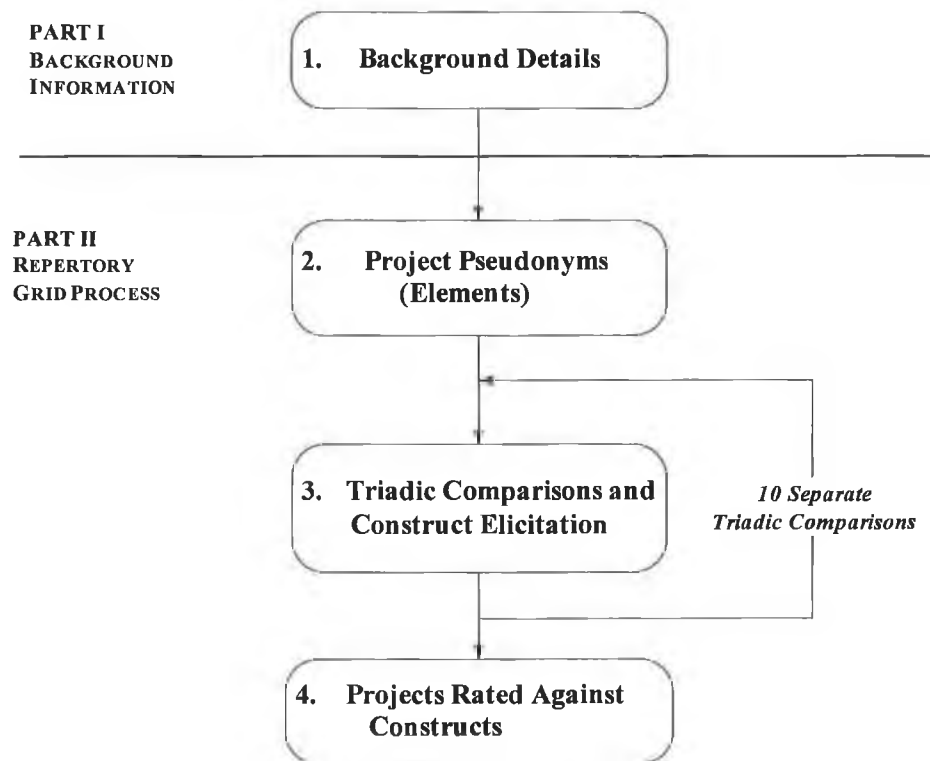 PART I
BACKGROUND
INFORMATION
1. Background Details
PART II
REPERTORY
GRID PROCESS
2. Project Pseudonyms
(Elements)
3. Triadic Comparisons and
Construct Elicitation
10 Separate
Triadic Comparisons
4. Projects Rated Against
Constructs